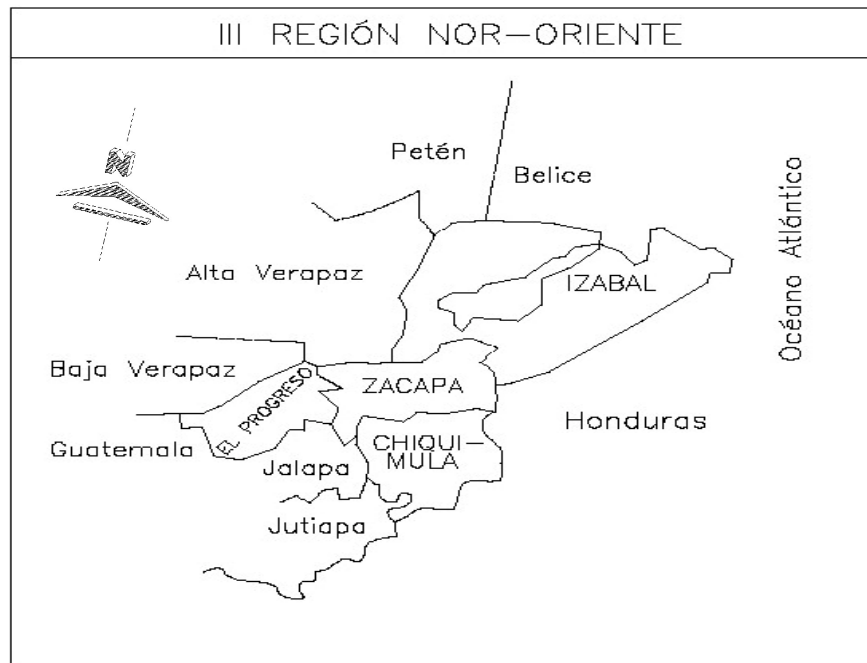 III REGIÓN NOR-ORIENTE
N
Petén
Belice
Océano Atlántico
Alta Verapaz
IZABAL
Baja Verapaz
ZACAPA
EL PROGRESO
Honduras
Guatemala
CHIQUI-
MULA
Jalapa
Jutiapa